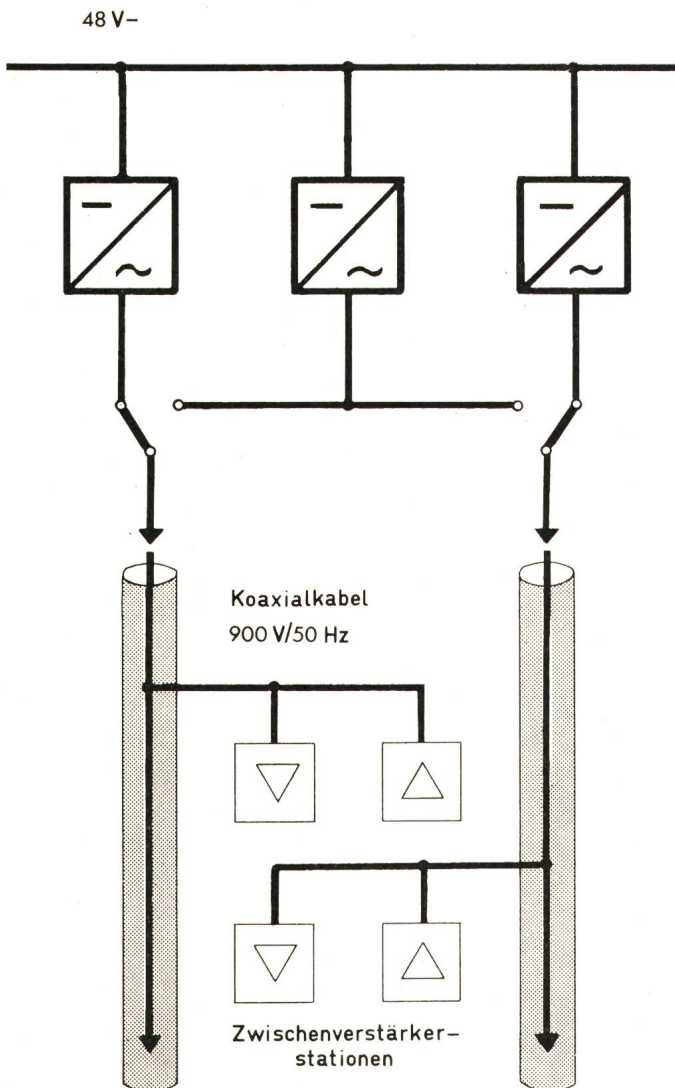 48 V–
Koaxialkabel
900 V/50 Hz
Zwischenverstärker–
stationen